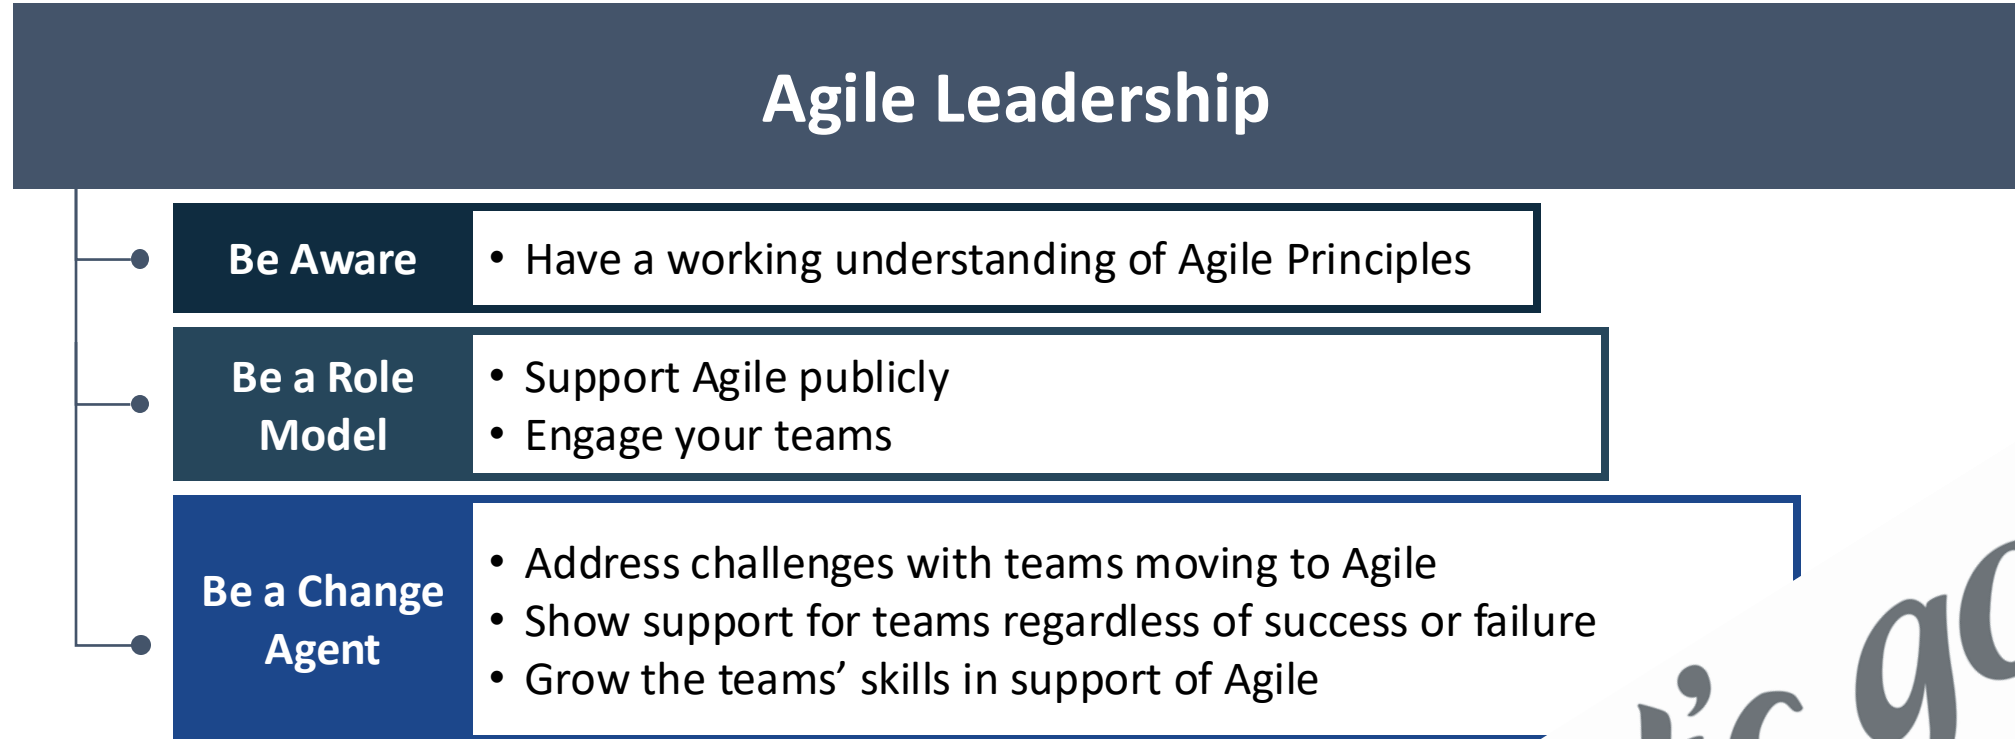 Agile Leadership
Be Aware
• Have a working understanding of Agile Principles
Be a Role
Model
• Support Agile publicly
• Engage your teams
Be a Change
Agent
• Address challenges with teams moving to Agile
• Show support for teams regardless of success or failure
• Grow the teams’ skills in support of Agile